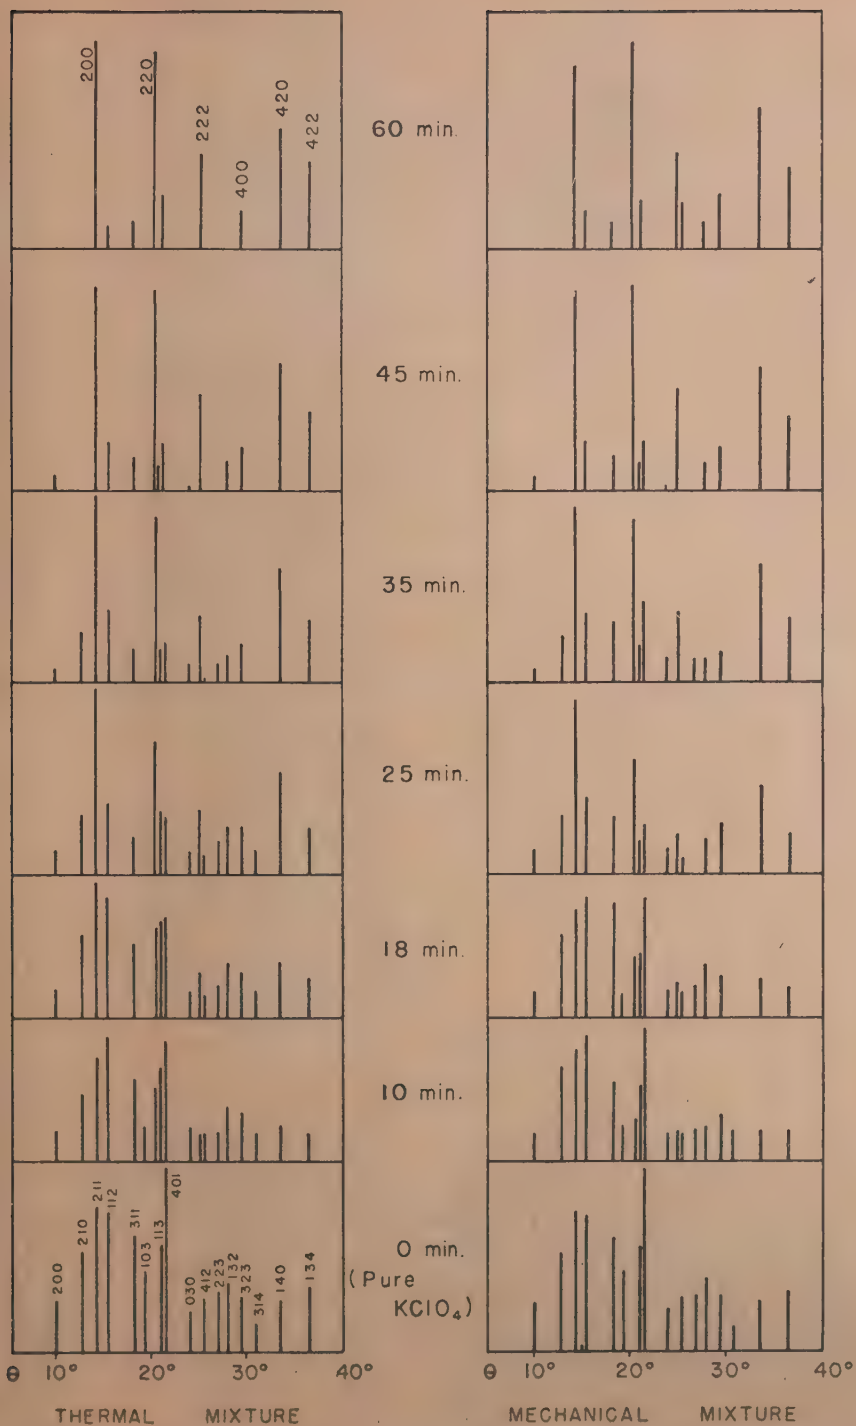 200
220
222
400
420
422
60 min.
45 min.
35 min.
25 min.
18 min.
10 min.
200
210
211
112
311
103
113
401
030
412
223
132
323
314
140
134
0 min.
(Pure
KClO₄)
θ 10° 20° 30° 40°
θ 10° 20° 30° 40°
THERMAL MIXTURE
MECHANICAL MIXTURE